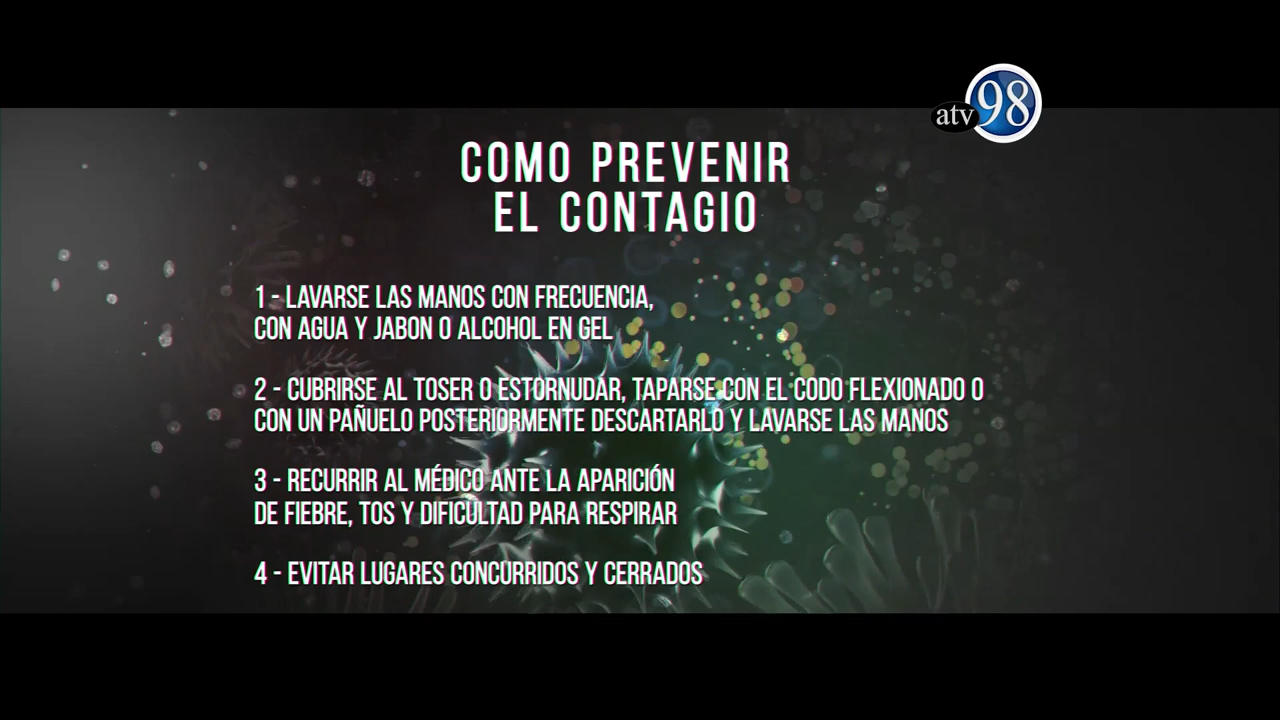 atv 98
COMO PREVENIR
EL CONTAGIO
1 - LAVARSE LAS MANOS CON FRECUENCIA,
CON AGUA Y JABON O ALCOHOL EN GEL
2 - CUBRIRSE AL TOSER O ESTORNUDAR, TAPARSE CON EL CODO FLEXIONADO O
CON UN PAÑUELO POSTERIORMENTE DESCARTARLO Y LAVARSE LAS MANOS
3 - RECURRIR AL MÉDICO ANTE LA APARICIÓN
DE FIEBRE, TOS Y DIFICULTAD PARA RESPIRAR
4 - EVITAR LUGARES CONCURRIDOS Y CERRADOS